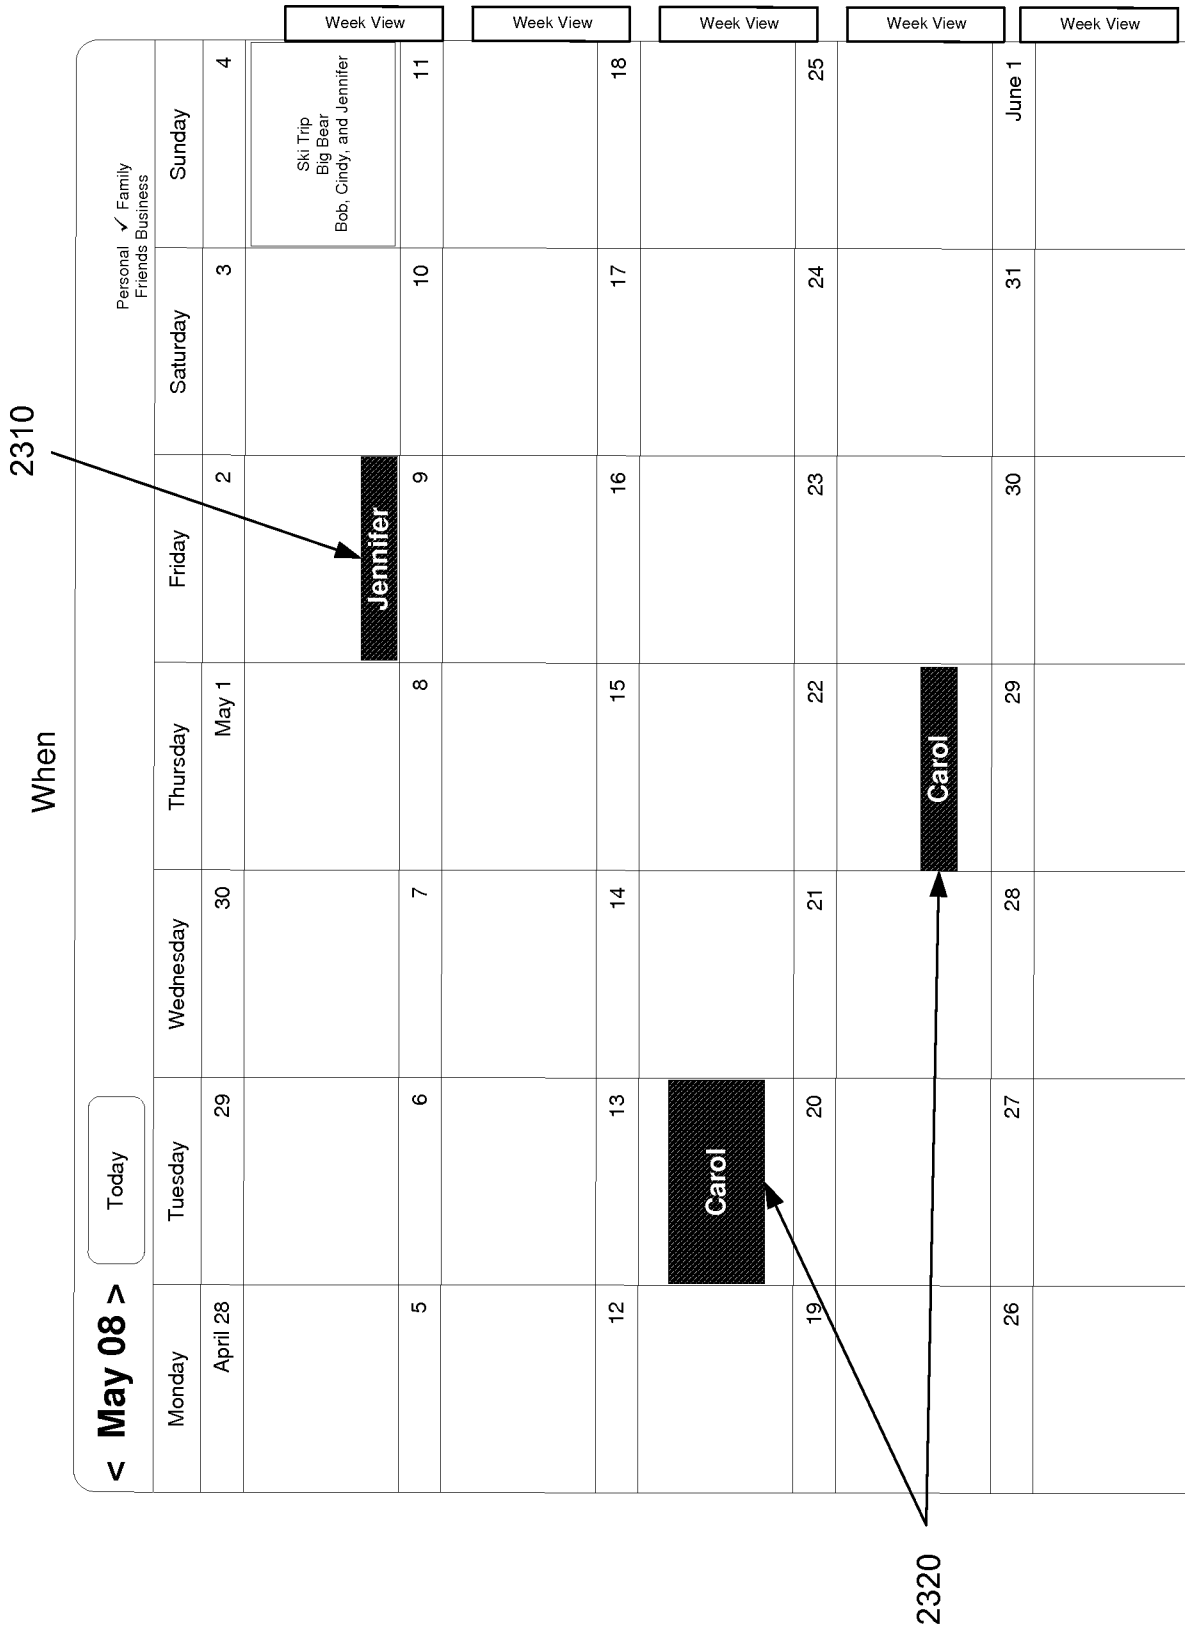 When
2310
< May 08 >
Today
Personal ✓ Family
Friends Business
Monday Tuesday Wednesday Thursday Friday Saturday Sunday
April 28 29 30 May 1 2 3 4
Ski Trip
Big Bear
Bob, Cindy, and Jennifer
Jennifer
Week View
5 6 7 8 9 10 11
Week View
12 13 14 15 16 17 18
Carol
Week View
19 20 21 22 23 24 25
Carol
Week View
26 27 28 29 30 31 June 1
Week View
2320